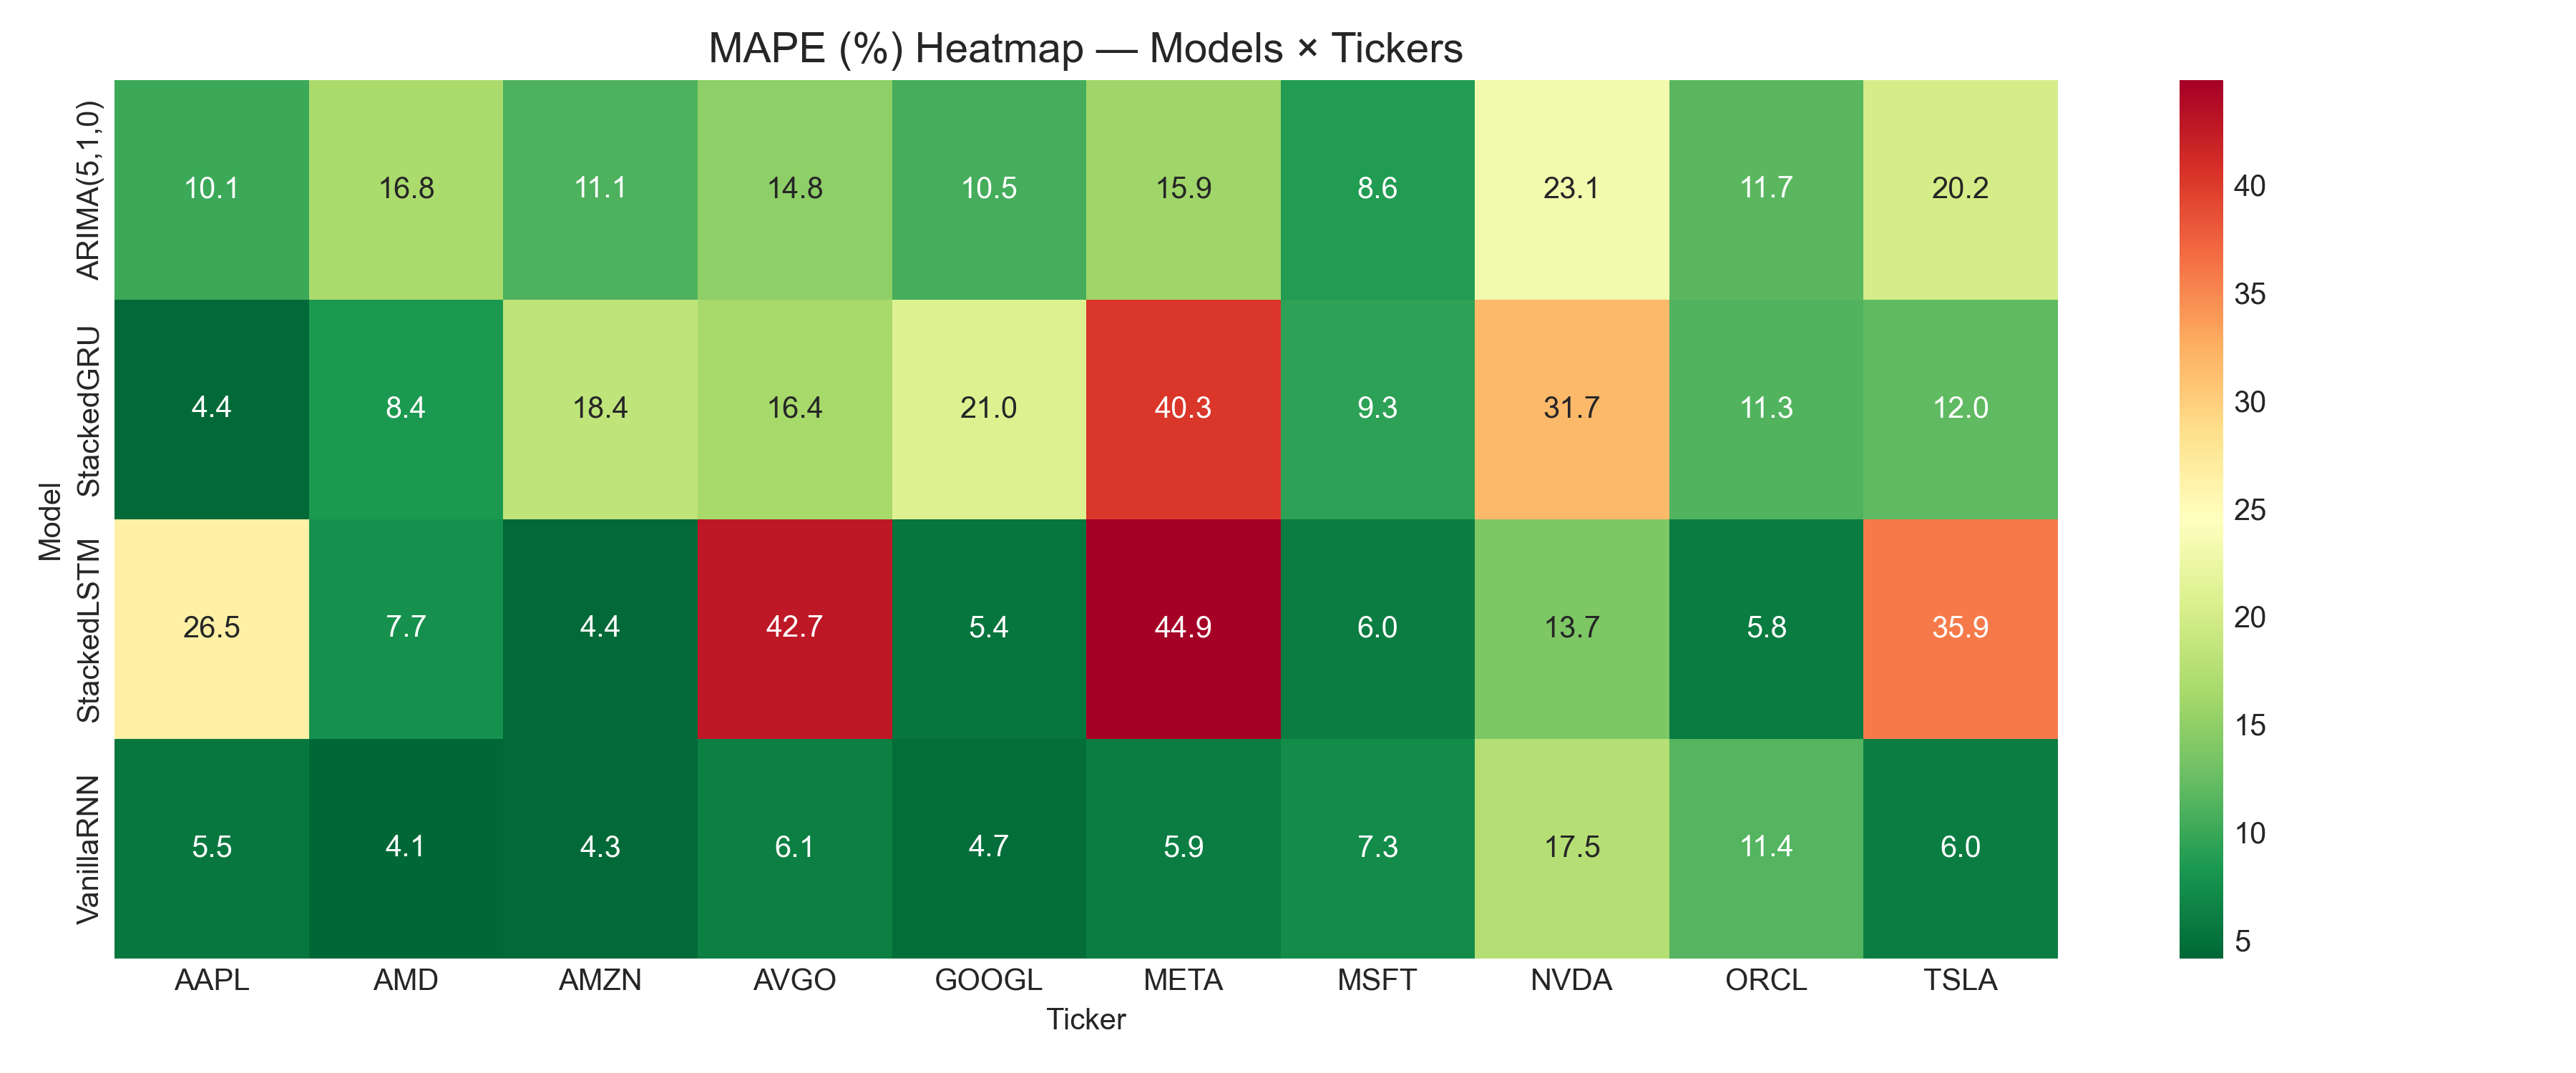 MAPE (%) Heatmap — Models × Tickers
Model
ARIMA(5,1,0)
10.1 16.8 11.1 14.8 10.5 15.9 8.6 23.1 11.7 20.2
StackedGRU
4.4 8.4 18.4 16.4 21.0 40.3 9.3 31.7 11.3 12.0
StackedLSTM
26.5 7.7 4.4 42.7 5.4 44.9 6.0 13.7 5.8 35.9
VanillaRNN
5.5 4.1 4.3 6.1 4.7 5.9 7.3 17.5 11.4 6.0
AAPL AMD AMZN AVGO GOOGL META MSFT NVDA ORCL TSLA
Ticker
40
35
30
25
20
15
10
5